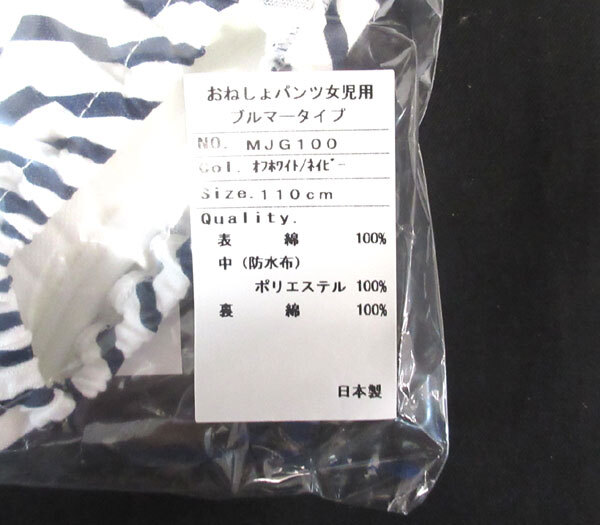 おねしょパンツ女児用
ブルマータイプ
NO. MJG100
Col. ｵﾌﾎﾜｲﾄ/ﾈｲﾋﾞｰ
Size.110cm
Quality.
表 綿 100%
中（防水布）
ポリエステル 100%
裏 綿 100%
日本製